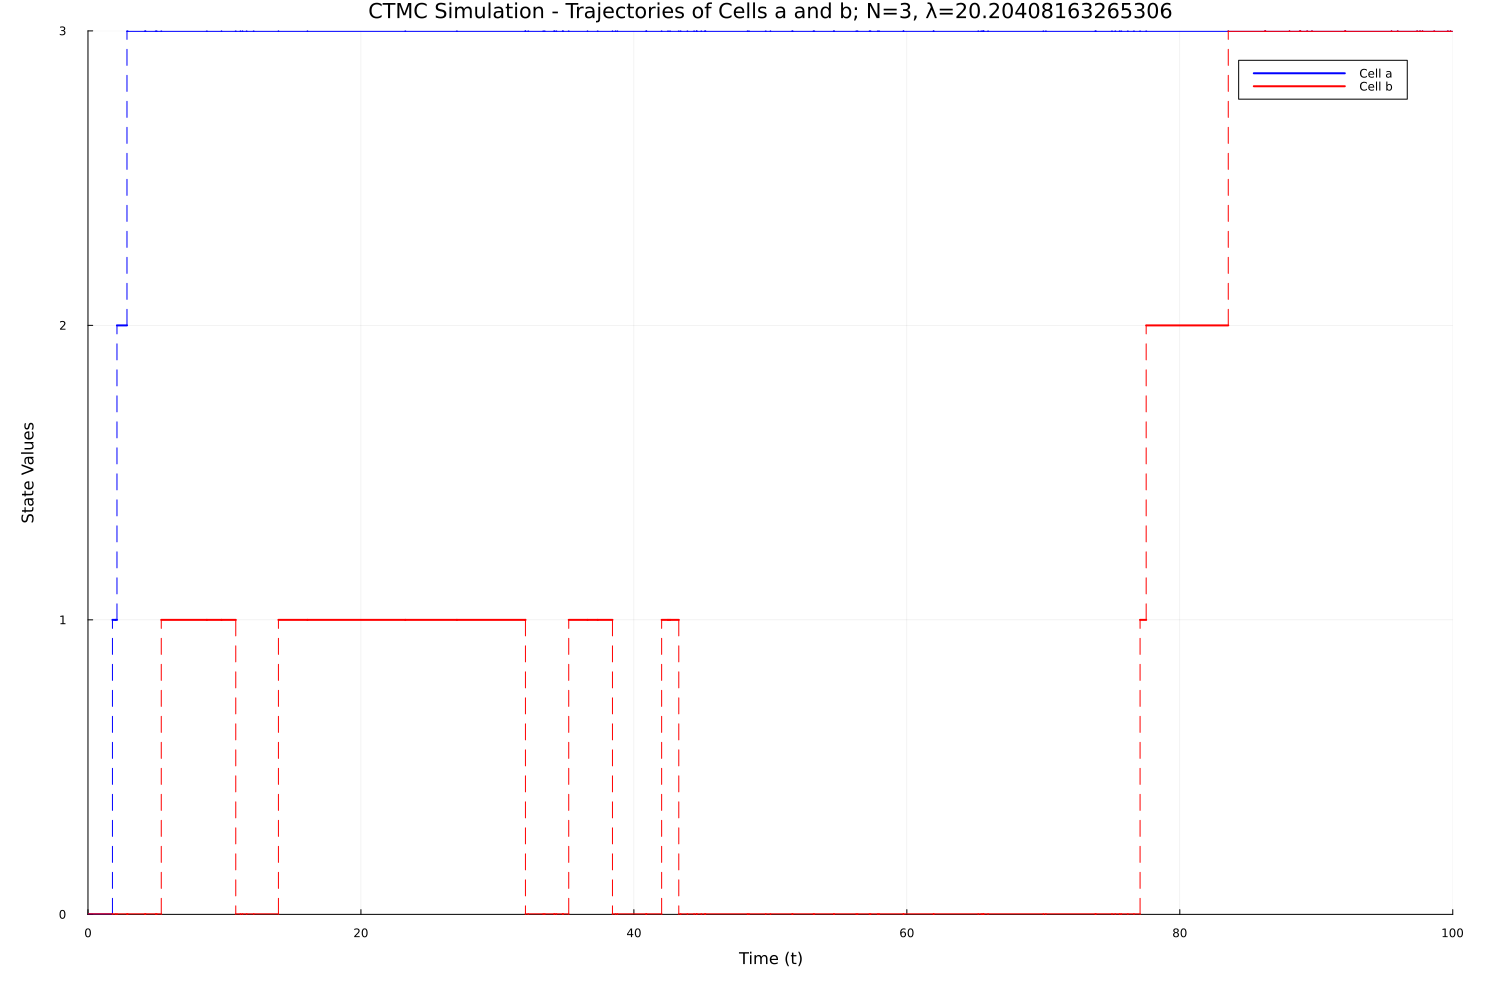 CTMC Simulation - Trajectories of Cells a and b; N=3, λ=20.20408163265306
3
Cell a
Cell b
2
State Values
1
0
0 20 40 60 80 100
Time (t)